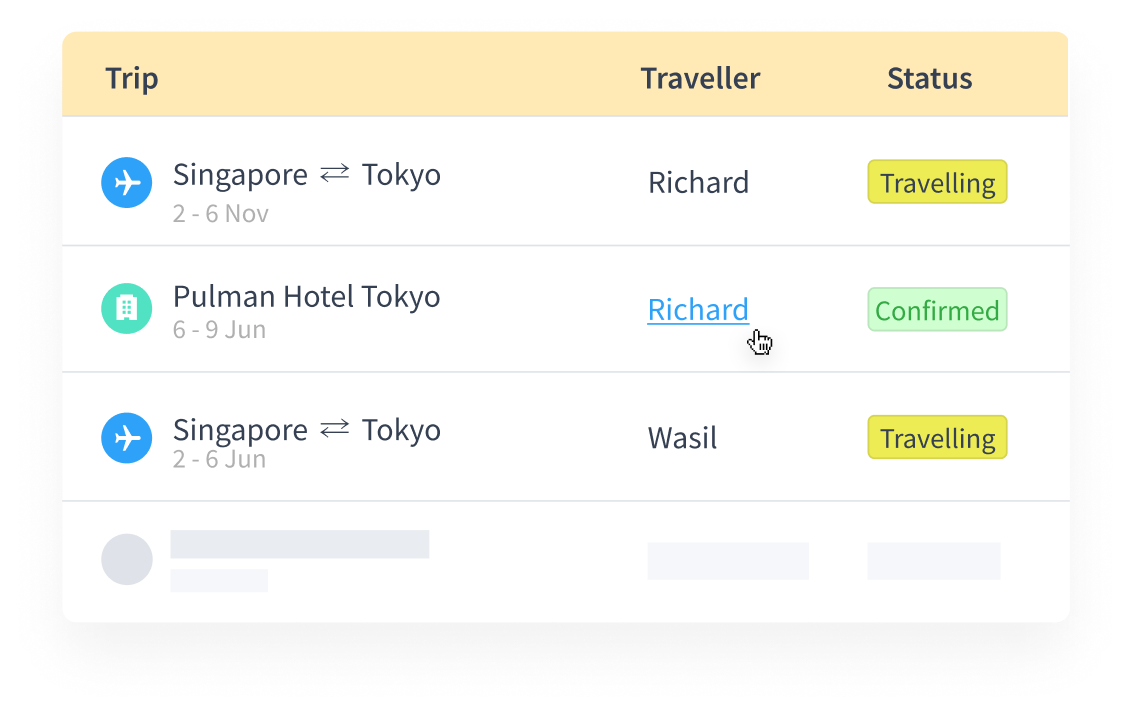 Trip Traveller Status
Singapore ⇄ Tokyo Richard Travelling
2 - 6 Nov
Pulman Hotel Tokyo Richard Confirmed
6 - 9 Jun
Singapore ⇄ Tokyo Wasil Travelling
2 - 6 Jun